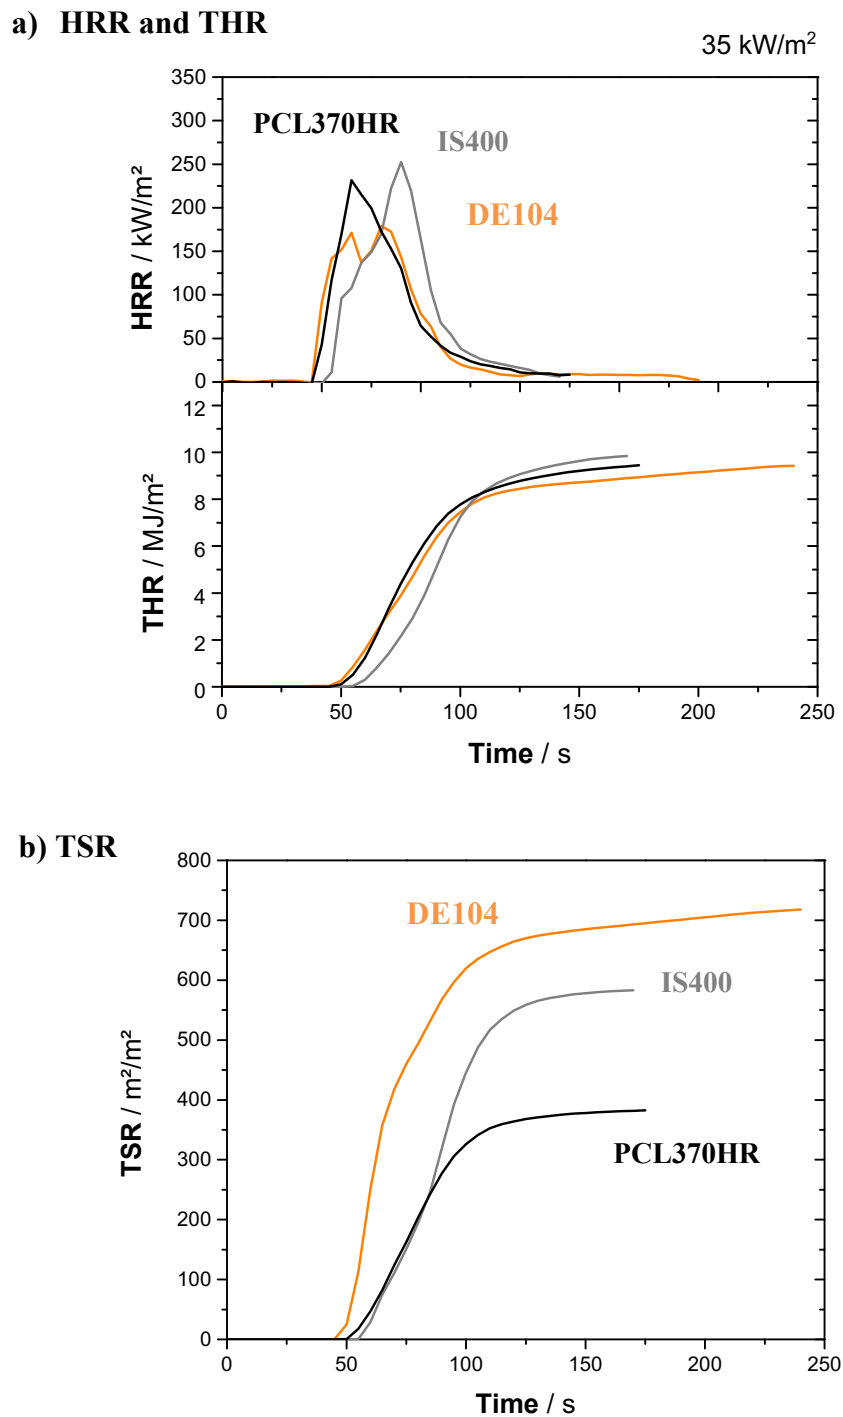 a) HRR and THR
35 kW/m²
350
300
250
200
150
100
50
0
HRR / kW/m²
PCL370HR
IS400
DE104
12
10
8
6
4
2
0
THR / MJ/m²
0 50 100 150 200 250
Time / s
b) TSR
800
700
600
500
400
300
200
100
0
TSR / m²/m²
DE104
IS400
PCL370HR
0 50 100 150 200 250
Time / s